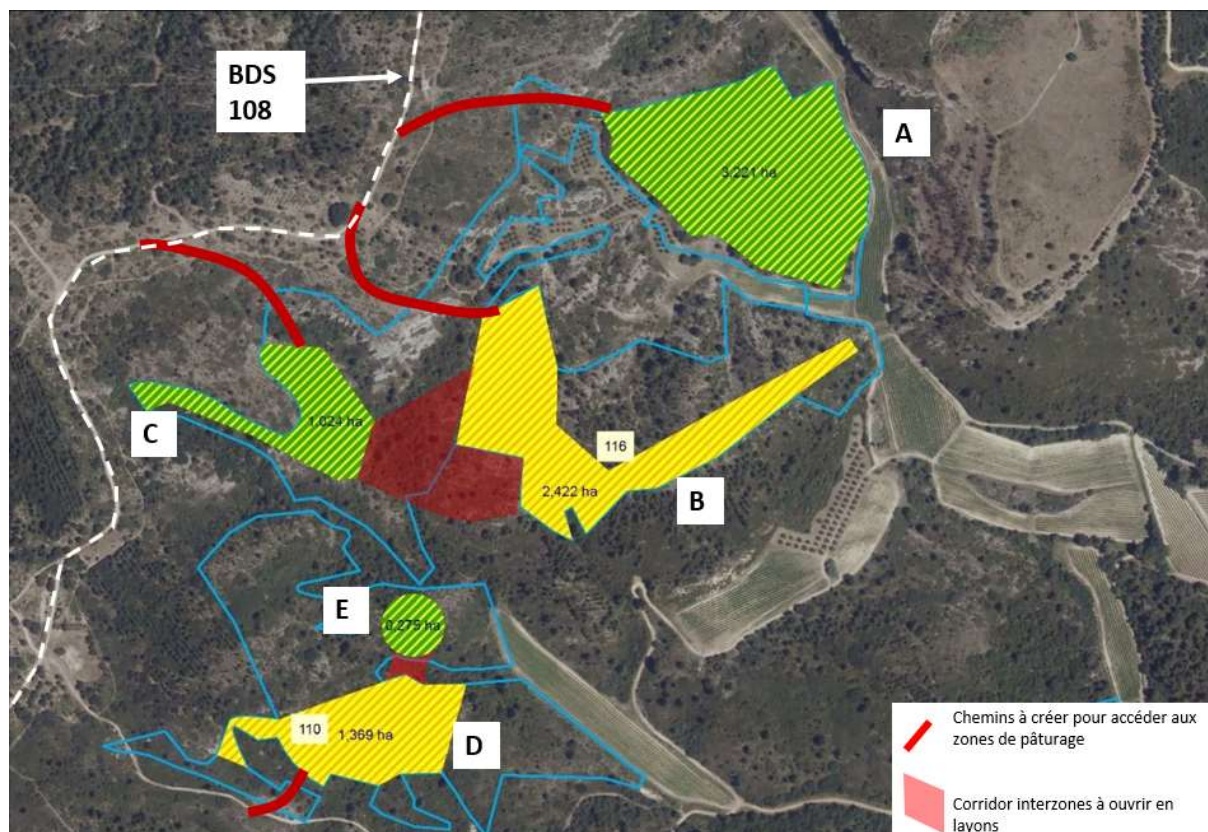 BDS
108
A
3,221 ha
C
1,024 ha
116
2,422 ha
B
E
0,275 ha
110
1,369 ha
D
Chemins à créer pour accéder aux
zones de pâturage
Corridor interzones à ouvrir en
layons